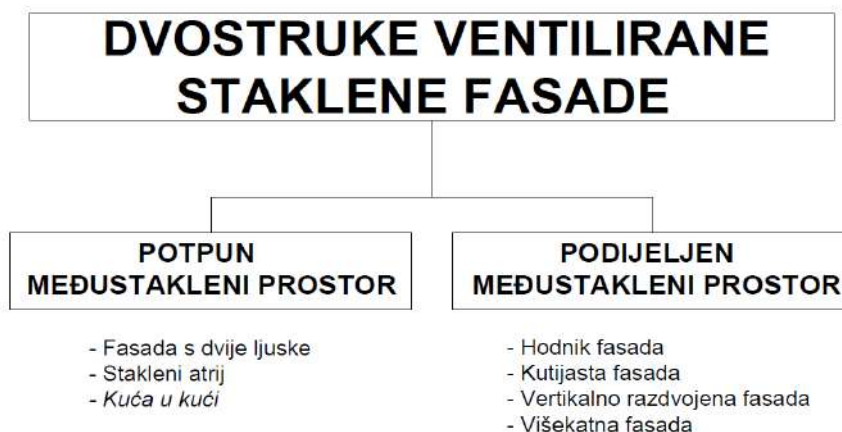 DVOSTRUKE VENTILIRANE
STAKLENE FASADE
POTPUN
MEĐUSTAKLENI PROSTOR
- Fasada s dvije ljuske
- Stakleni atrij
- Kuća u kući
PODIJELJEN
MEĐUSTAKLENI PROSTOR
- Hodnik fasada
- Kutijasta fasada
- Vertikalno razdvojena fasada
- Višekatna fasada